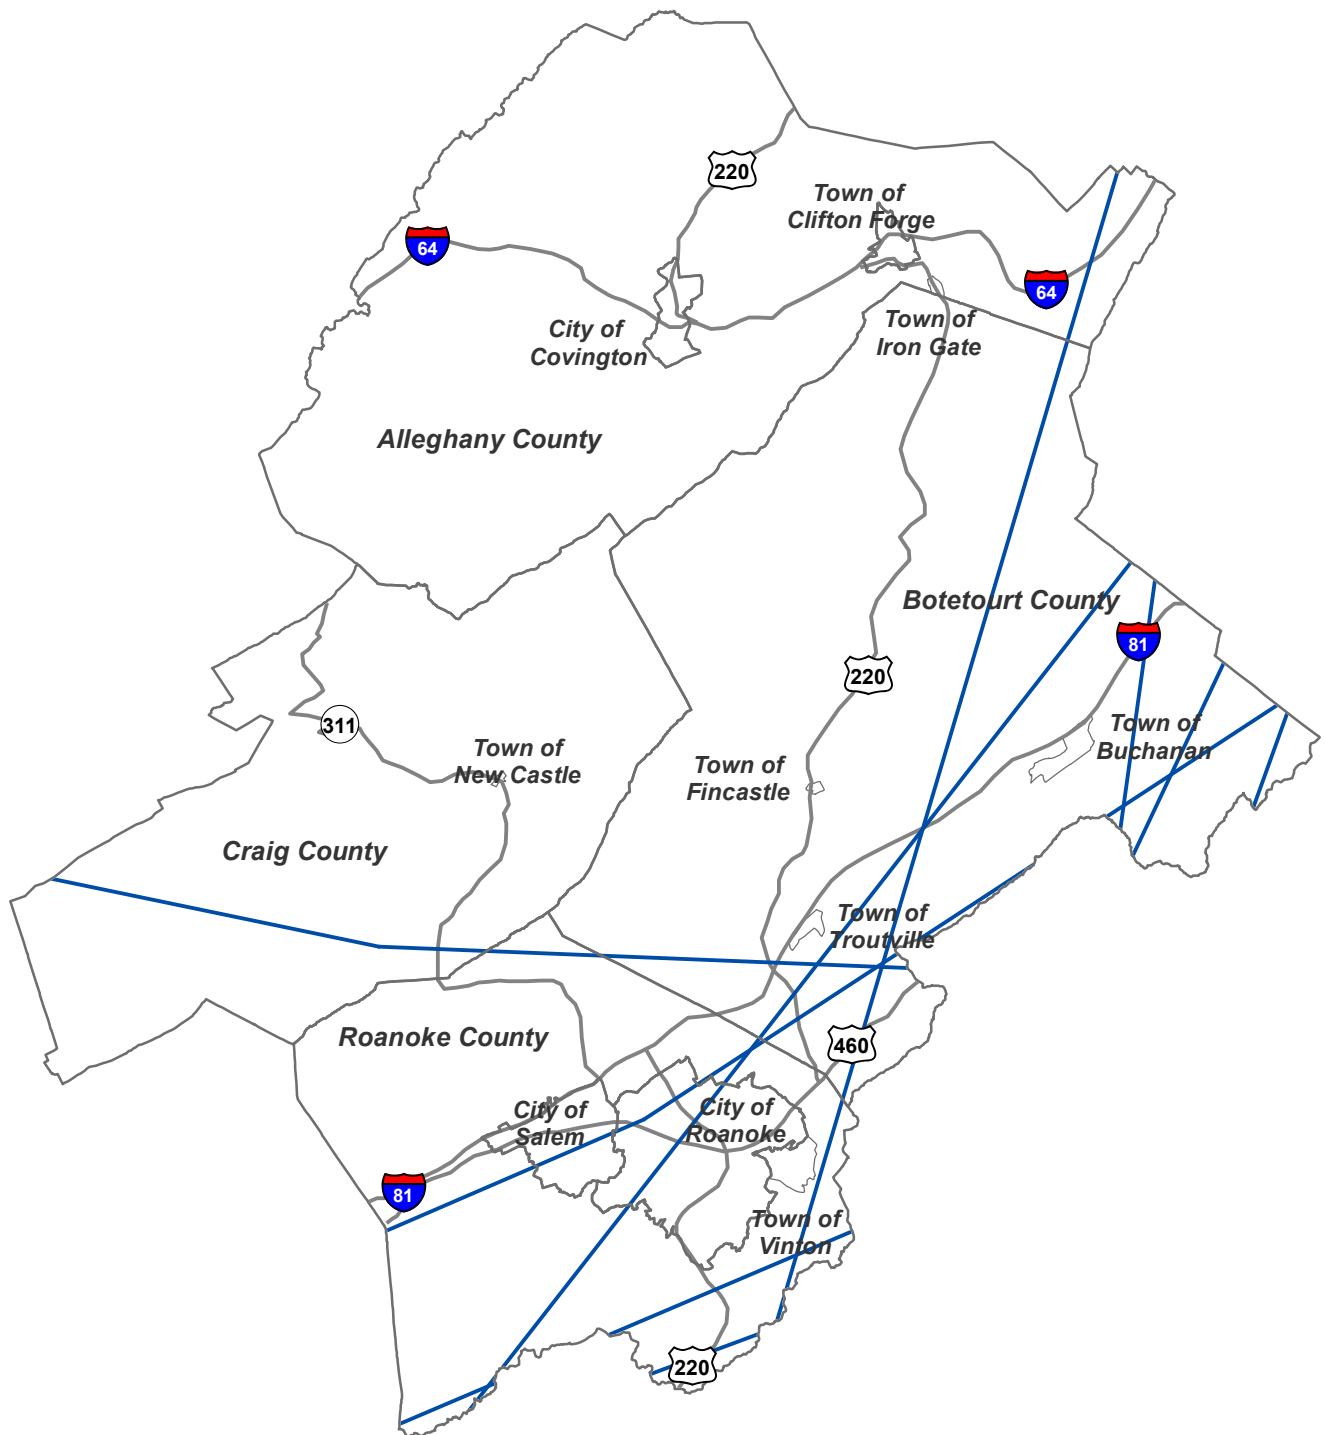 220
Town of
Clifton Forge
64
64
City of
Covington
Town of
Iron Gate
Alleghany County
Botetourt County
81
220
311
Town of
New Castle
Town of
Fincastle
Town of
Buchanan
Craig County
Town of
Troutville
Roanoke County
460
City of
Salem
City of
Roanoke
81
Town of
Vinton
220